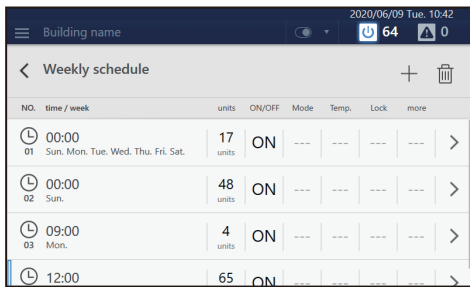 2020/06/09 Tue. 10:42
Building name 64 0
Weekly schedule
NO. time / week units ON/OFF Mode Temp. Lock more
00:00 17 ON --- --- --- ---
01 Sun. Mon. Tue. Wed. Thu. Fri. Sat. units
00:00 48 ON --- --- --- ---
02 Sun. units
09:00 4 ON --- --- --- ---
03 Mon. units
12:00 65 ON --- --- --- ---